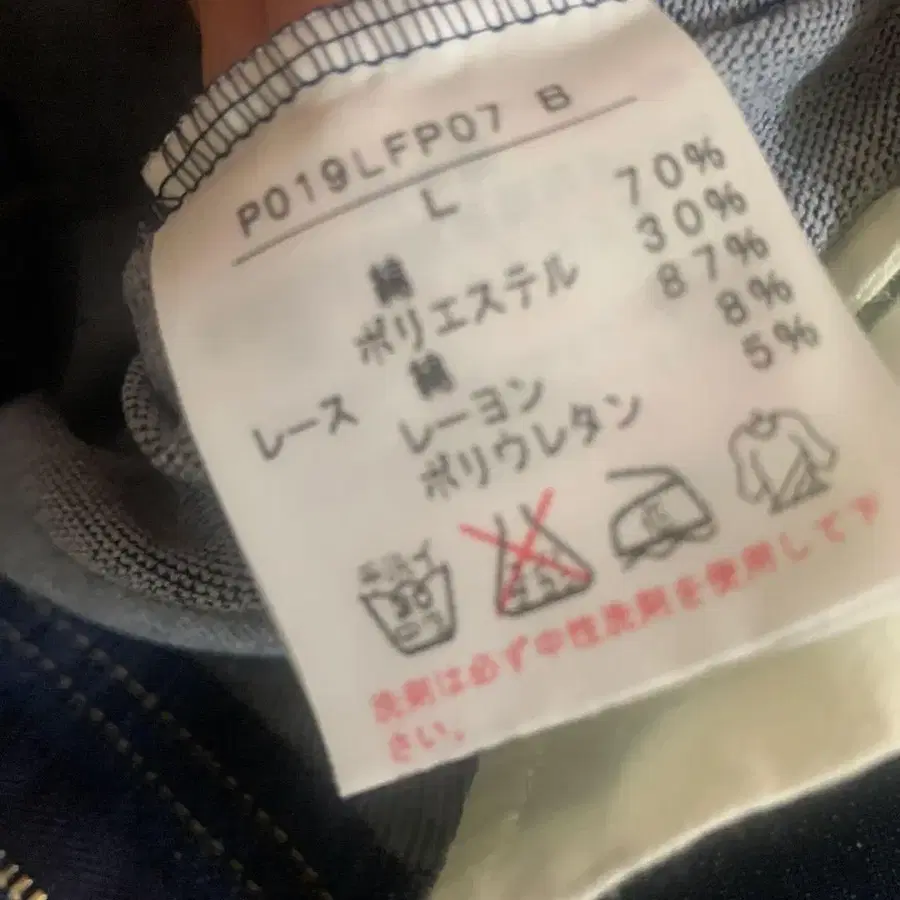 P019LFP07 B
L
綿 70%
ポリエステル 30%
レース 綿 87%
レーヨン 8%
ポリウレタン 5%
30
洗剤は必ず中性洗剤を使用して下
さい。